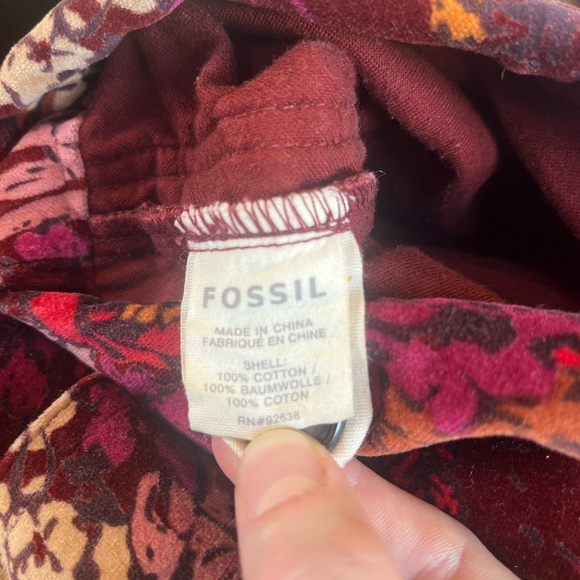 FOSSIL
MADE IN CHINA
FABRIQUÉ EN CHINE
SHELL:
100% COTTON /
100% BAUMWOLLE /
100% COTON
RN#92638